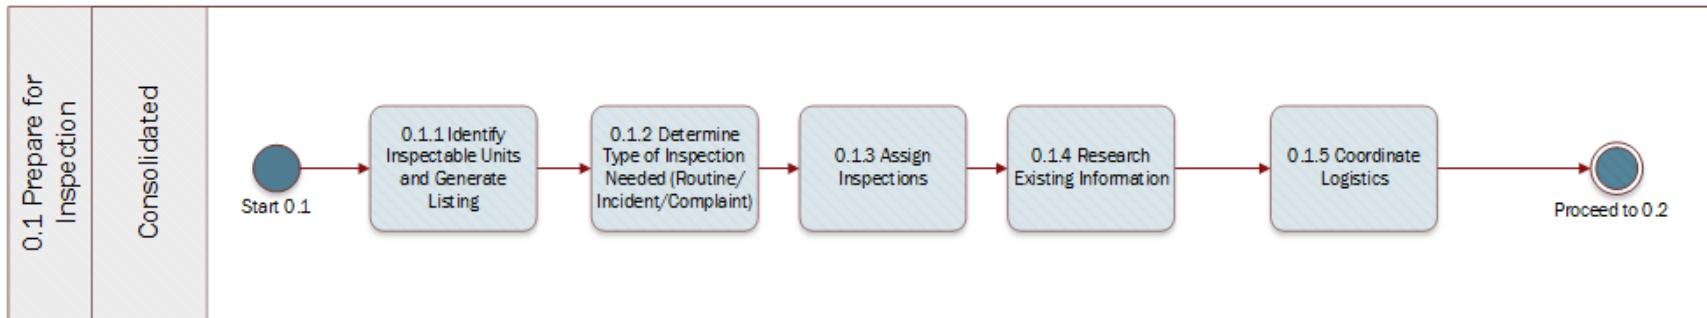 0.1 Prepare for
Inspection
Consolidated
Start 0.1
0.1.1 Identify
Inspectable Units
and Generate
Listing
0.1.2 Determine
Type of Inspection
Needed (Routine/
Incident/Complaint)
0.1.3 Assign
Inspections
0.1.4 Research
Existing Information
0.1.5 Coordinate
Logistics
Proceed to 0.2